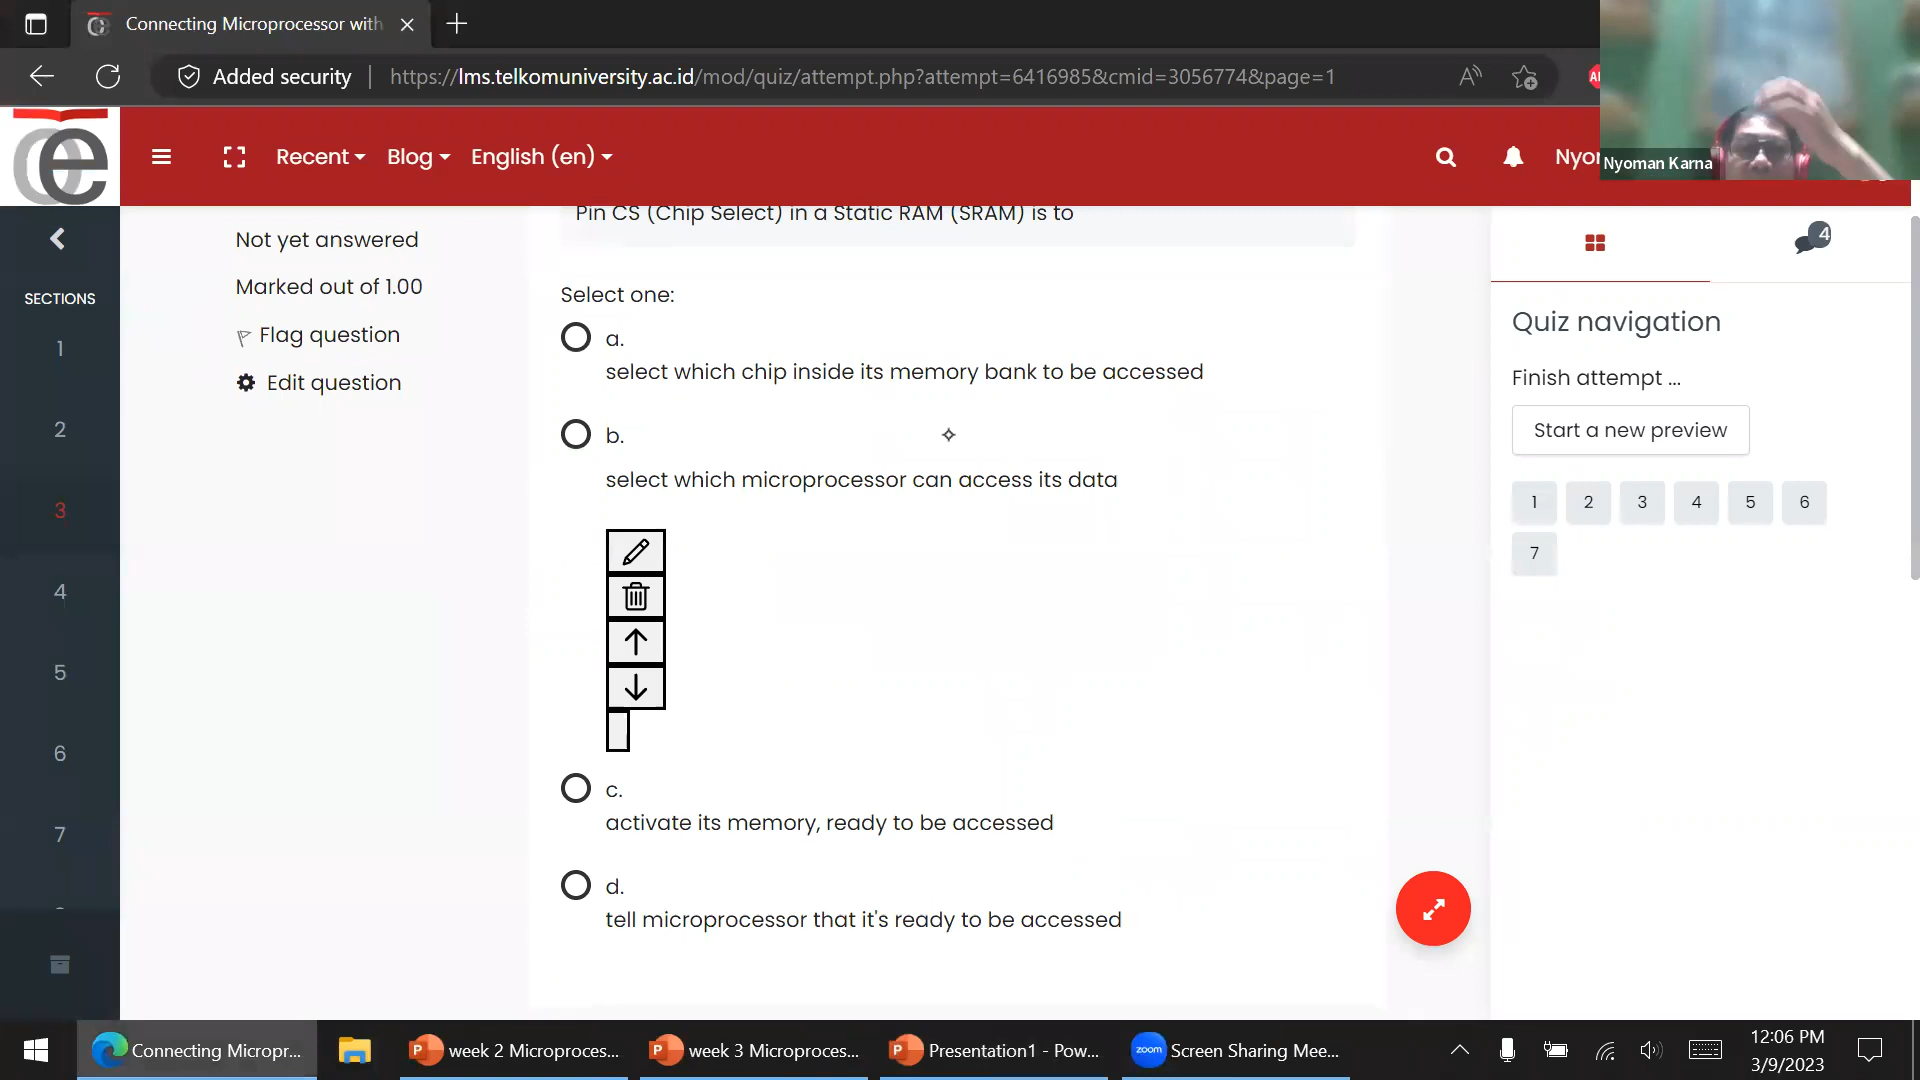 Connecting Microprocessor with
Added security
https://lms.telkomuniversity.ac.id/mod/quiz/attempt.php?attempt=6416985&cmid=3056774&page=1
Recent
Blog
English (en)
Nyoman Karna
SECTIONS
1
2
3
4
5
6
7
Not yet answered
Marked out of 1.00
Flag question
Edit question
Pin CS (Chip Select) in a Static RAM (SRAM) is to
Select one:
a.
select which chip inside its memory bank to be accessed
b.
select which microprocessor can access its data
c.
activate its memory, ready to be accessed
d.
tell microprocessor that it's ready to be accessed
4
Quiz navigation
Finish attempt ...
Start a new preview
1 2 3 4 5 6
7
Connecting Micropr...
week 2 Microproces...
week 3 Microproces...
Presentation1 - Pow...
zoom
Screen Sharing Mee...
12:06 PM
3/9/2023